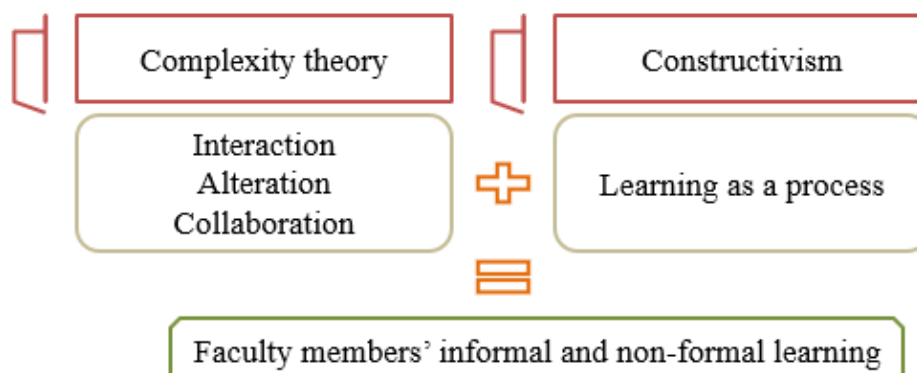 Complexity theory
Constructivism
Interaction
Alteration
Collaboration
Learning as a process
Faculty members’ informal and non-formal learning